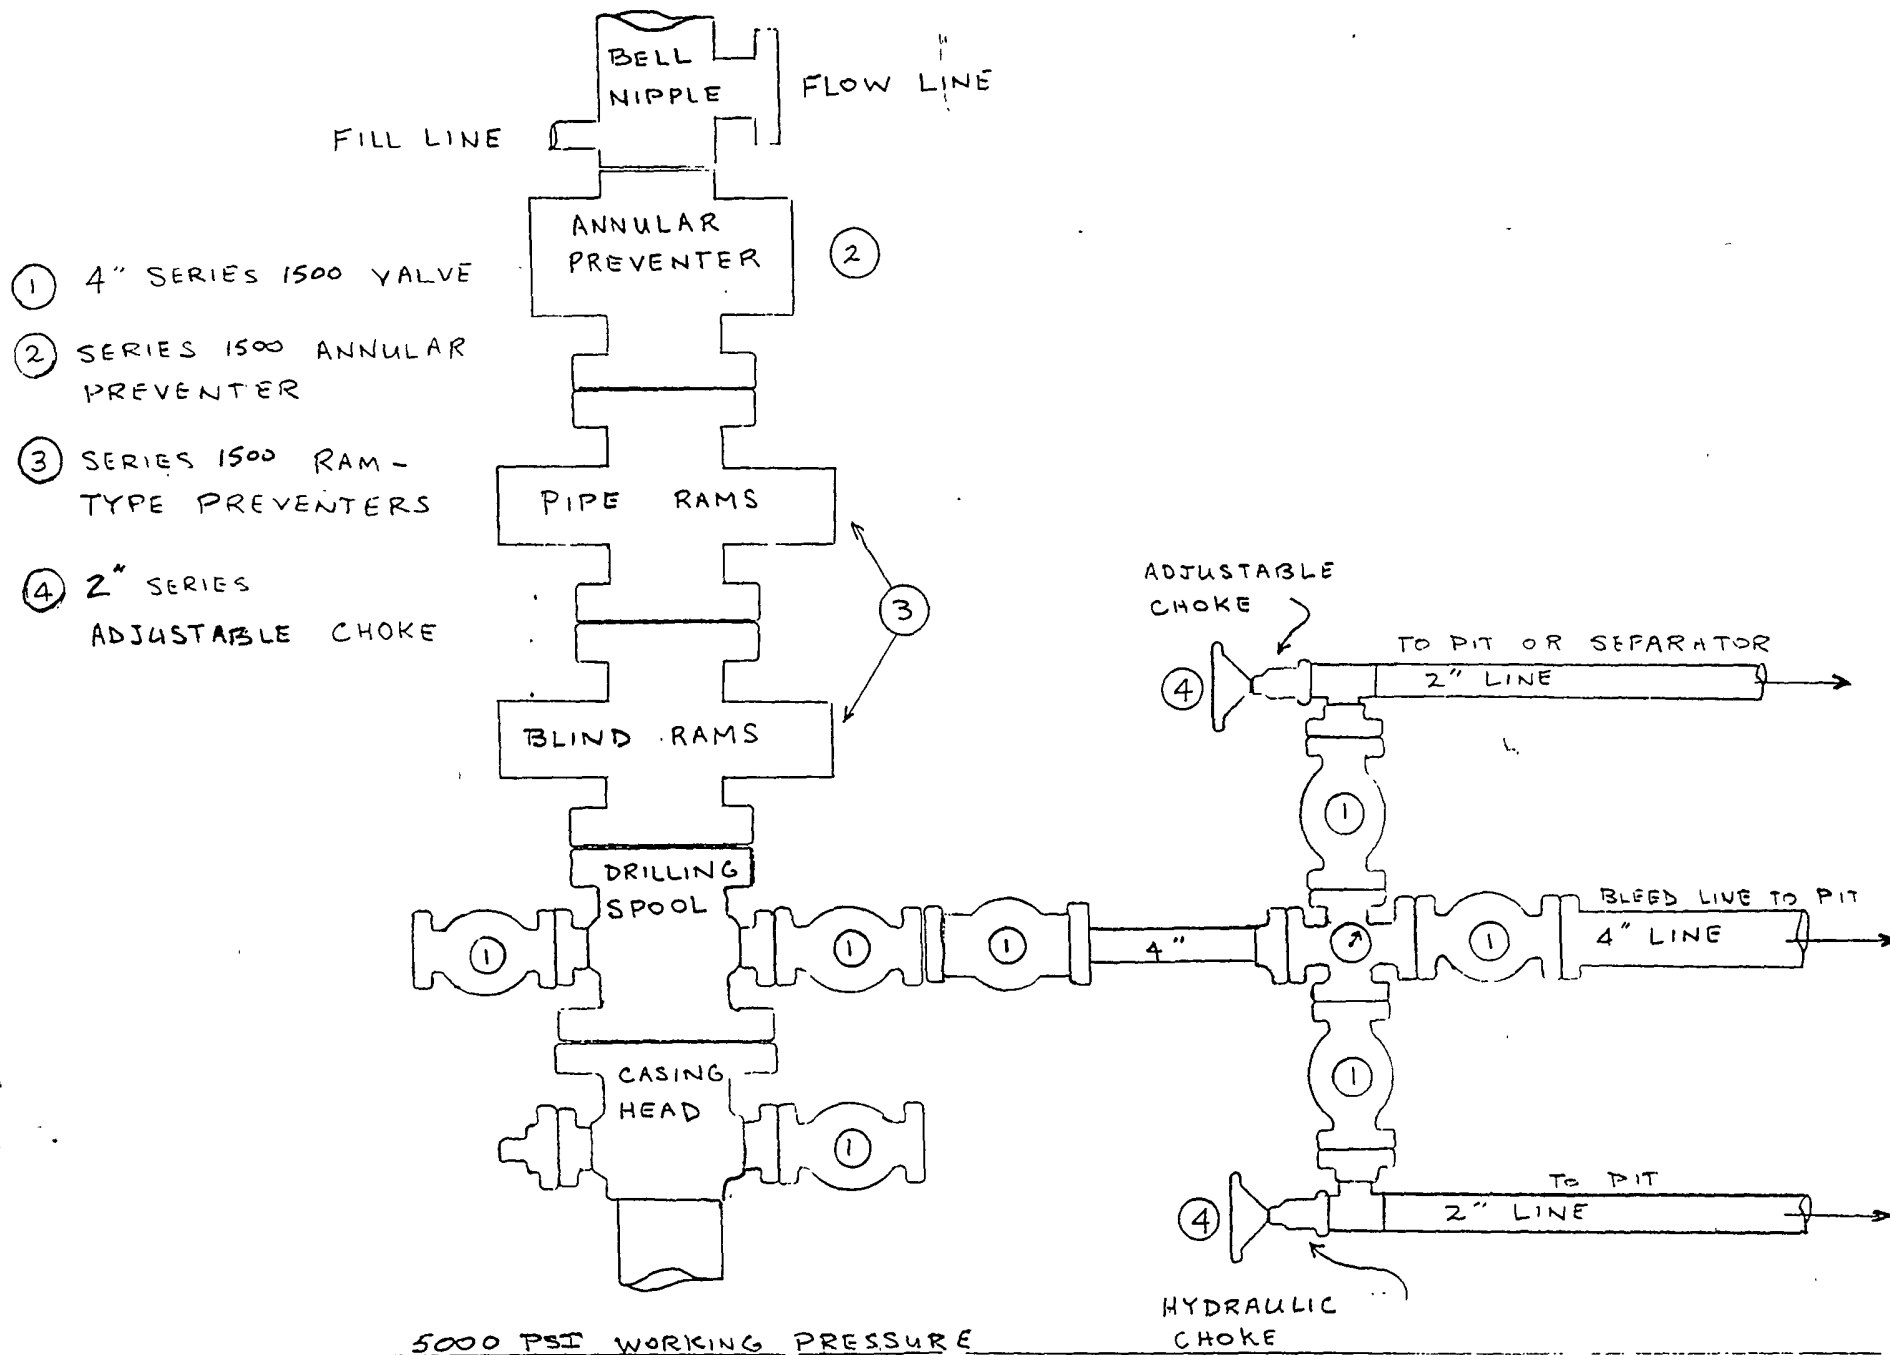 BELL
NIPPLE
FLOW LINE
FILL LINE
ANNULAR
PREVENTER
2
1 4" SERIES 1500 VALVE
2 SERIES 1500 ANNULAR
PREVENTER
3 SERIES 1500 RAM-
TYPE PREVENTERS
4 2" SERIES
ADJUSTABLE CHOKE
PIPE RAMS
3
BLIND RAMS
ADJUSTABLE
CHOKE
TO PIT OR SEPARATOR
4
2" LINE
1
DRILLING
SPOOL
BLEED LINE TO PIT
1
1
1
4"
1
4" LINE
CASING
HEAD
1
1
TO PIT
4
2" LINE
HYDRAULIC
CHOKE
5000 PSI WORKING PRESSURE